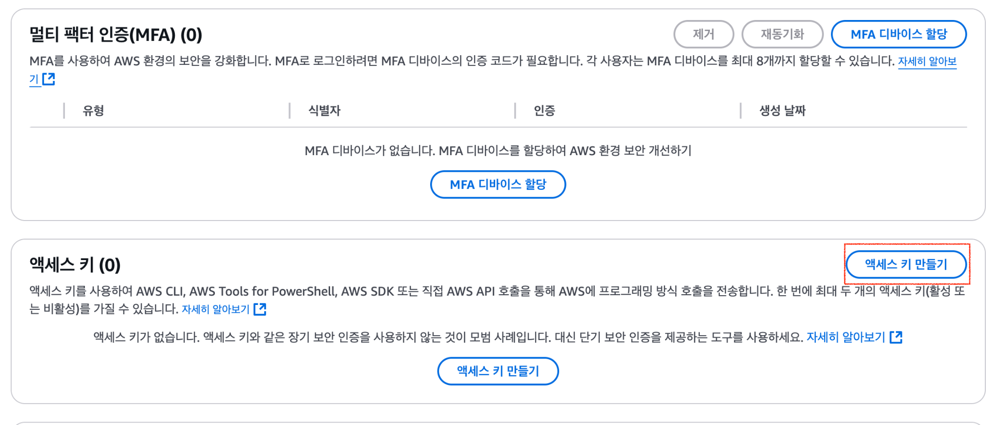 멀티 팩터 인증(MFA) (0)
제거
재동기화
MFA 디바이스 할당
MFA를 사용하여 AWS 환경의 보안을 강화합니다. MFA로 로그인하려면 MFA 디바이스의 인증 코드가 필요합니다. 각 사용자는 MFA 디바이스를 최대 8개까지 할당할 수 있습니다. 자세히 알아보
기
유형
식별자
인증
생성 날짜
MFA 디바이스가 없습니다. MFA 디바이스를 할당하여 AWS 환경 보안 개선하기
MFA 디바이스 할당
액세스 키 (0)
액세스 키 만들기
액세스 키를 사용하여 AWS CLI, AWS Tools for PowerShell, AWS SDK 또는 직접 AWS API 호출을 통해 AWS에 프로그래밍 방식 호출을 전송합니다. 한 번에 최대 두 개의 액세스 키(활성 또
는 비활성)를 가질 수 있습니다. 자세히 알아보기
액세스 키가 없습니다. 액세스 키와 같은 장기 보안 인증을 사용하지 않는 것이 모범 사례입니다. 대신 단기 보안 인증을 제공하는 도구를 사용하세요. 자세히 알아보기
액세스 키 만들기